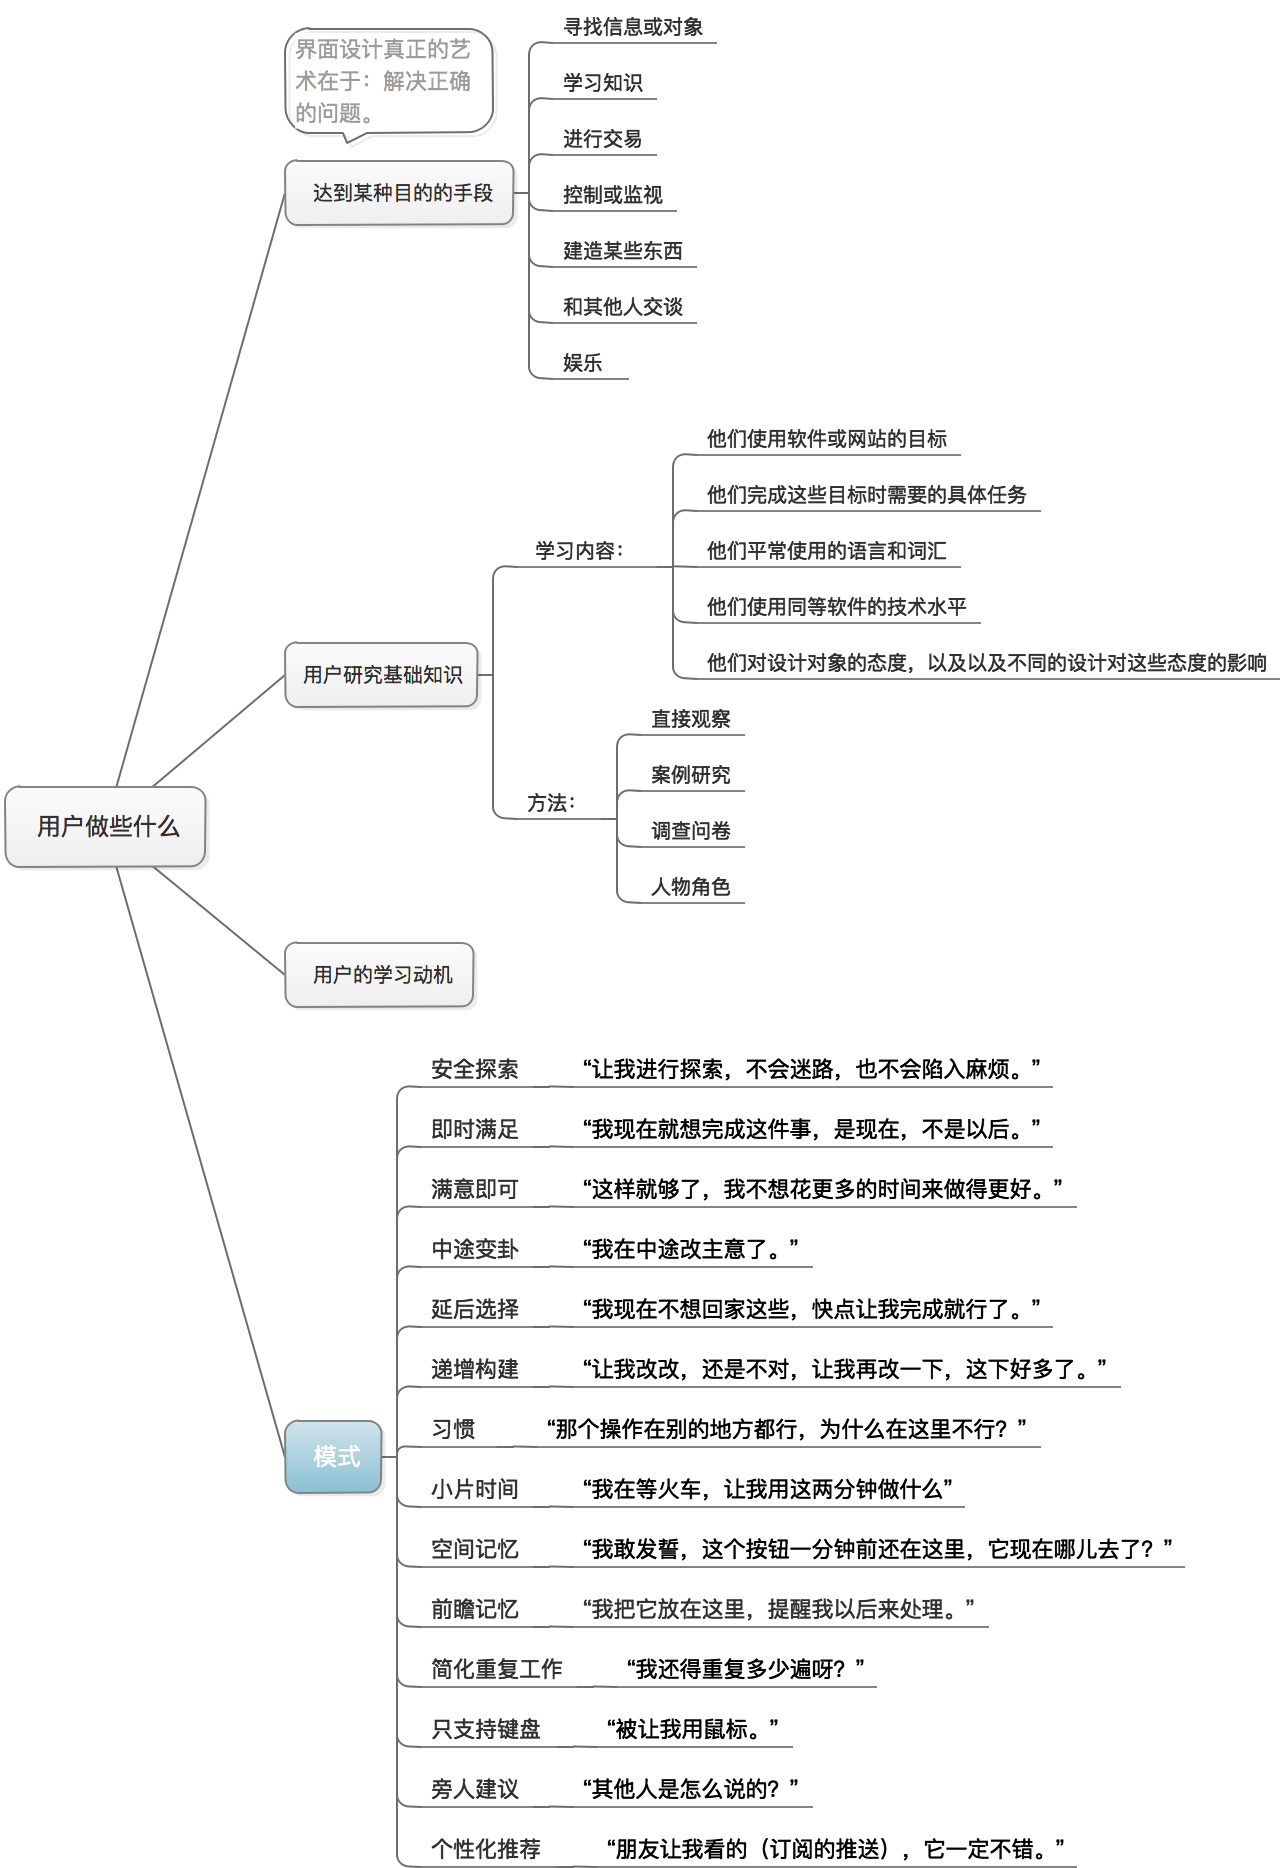 界面设计真正的艺
术在于：解决正确
的问题。
达到某种目的的手段
寻找信息或对象
学习知识
进行交易
控制或监视
建造某些东西
和其他人交谈
娱乐
用户做些什么
用户研究基础知识
学习内容：
他们使用软件或网站的目标
他们完成这些目标时需要的具体任务
他们平常使用的语言和词汇
他们使用同等软件的技术水平
他们对设计对象的态度，以及以及不同的设计对这些态度的影响
方法：
直接观察
案例研究
调查问卷
人物角色
用户的学习动机
模式
安全探索 “让我进行探索，不会迷路，也不会陷入麻烦。”
即时满足 “我现在就想完成这件事，是现在，不是以后。”
满意即可 “这样就够了，我不想花更多的时间来做得更好。”
中途变卦 “我在中途改主意了。”
延后选择 “我现在不想回家这些，快点让我完成就行了。”
递增构建 “让我改改，还是不对，让我再改一下，这下好多了。”
习惯 “那个操作在别的地方都行，为什么在这里不行？”
小片时间 “我在等火车，让我用这两分钟做什么”
空间记忆 “我敢发誓，这个按钮一分钟前还在这里，它现在哪儿去了？”
前瞻记忆 “我把它放在这里，提醒我以后来处理。”
简化重复工作 “我还得重复多少遍呀？”
只支持键盘 “被让我用鼠标。”
旁人建议 “其他人是怎么说的？”
个性化推荐 “朋友让我看的（订阅的推送），它一定不错。”